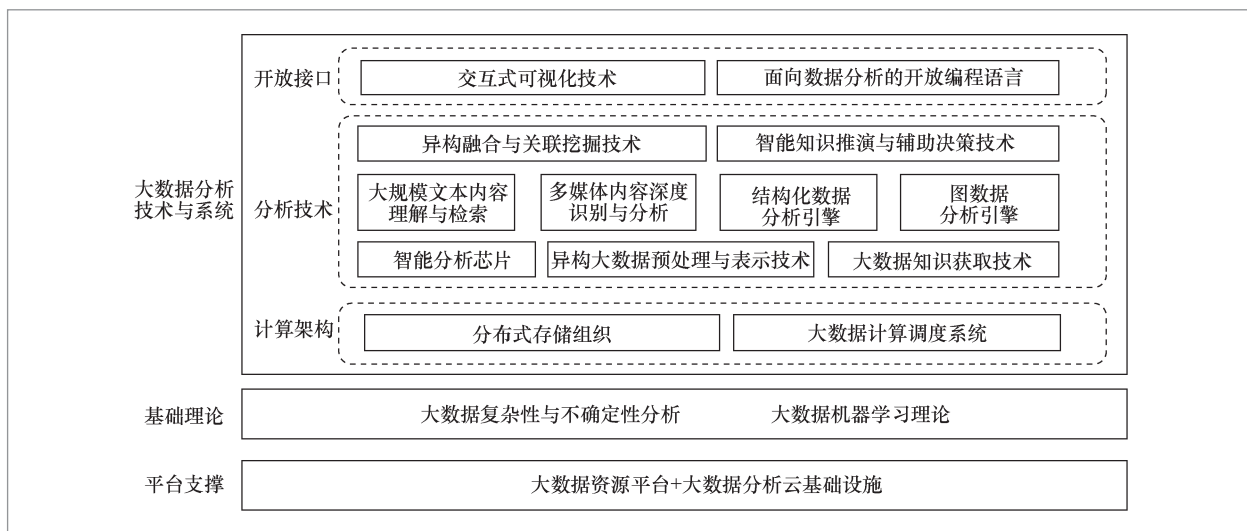 开放接口
交互式可视化技术
面向数据分析的开放编程语言
大数据分析
技术与系统
分析技术
异构融合与关联挖掘技术
智能知识推演与辅助决策技术
大规模文本内容
理解与检索
多媒体内容深度
识别与分析
结构化数据
分析引擎
图数据
分析引擎
智能分析芯片
异构大数据预处理与表示技术
大数据知识获取技术
计算架构
分布式存储组织
大数据计算调度系统
基础理论
大数据复杂性与不确定性分析
大数据机器学习理论
平台支撑
大数据资源平台+大数据分析云基础设施